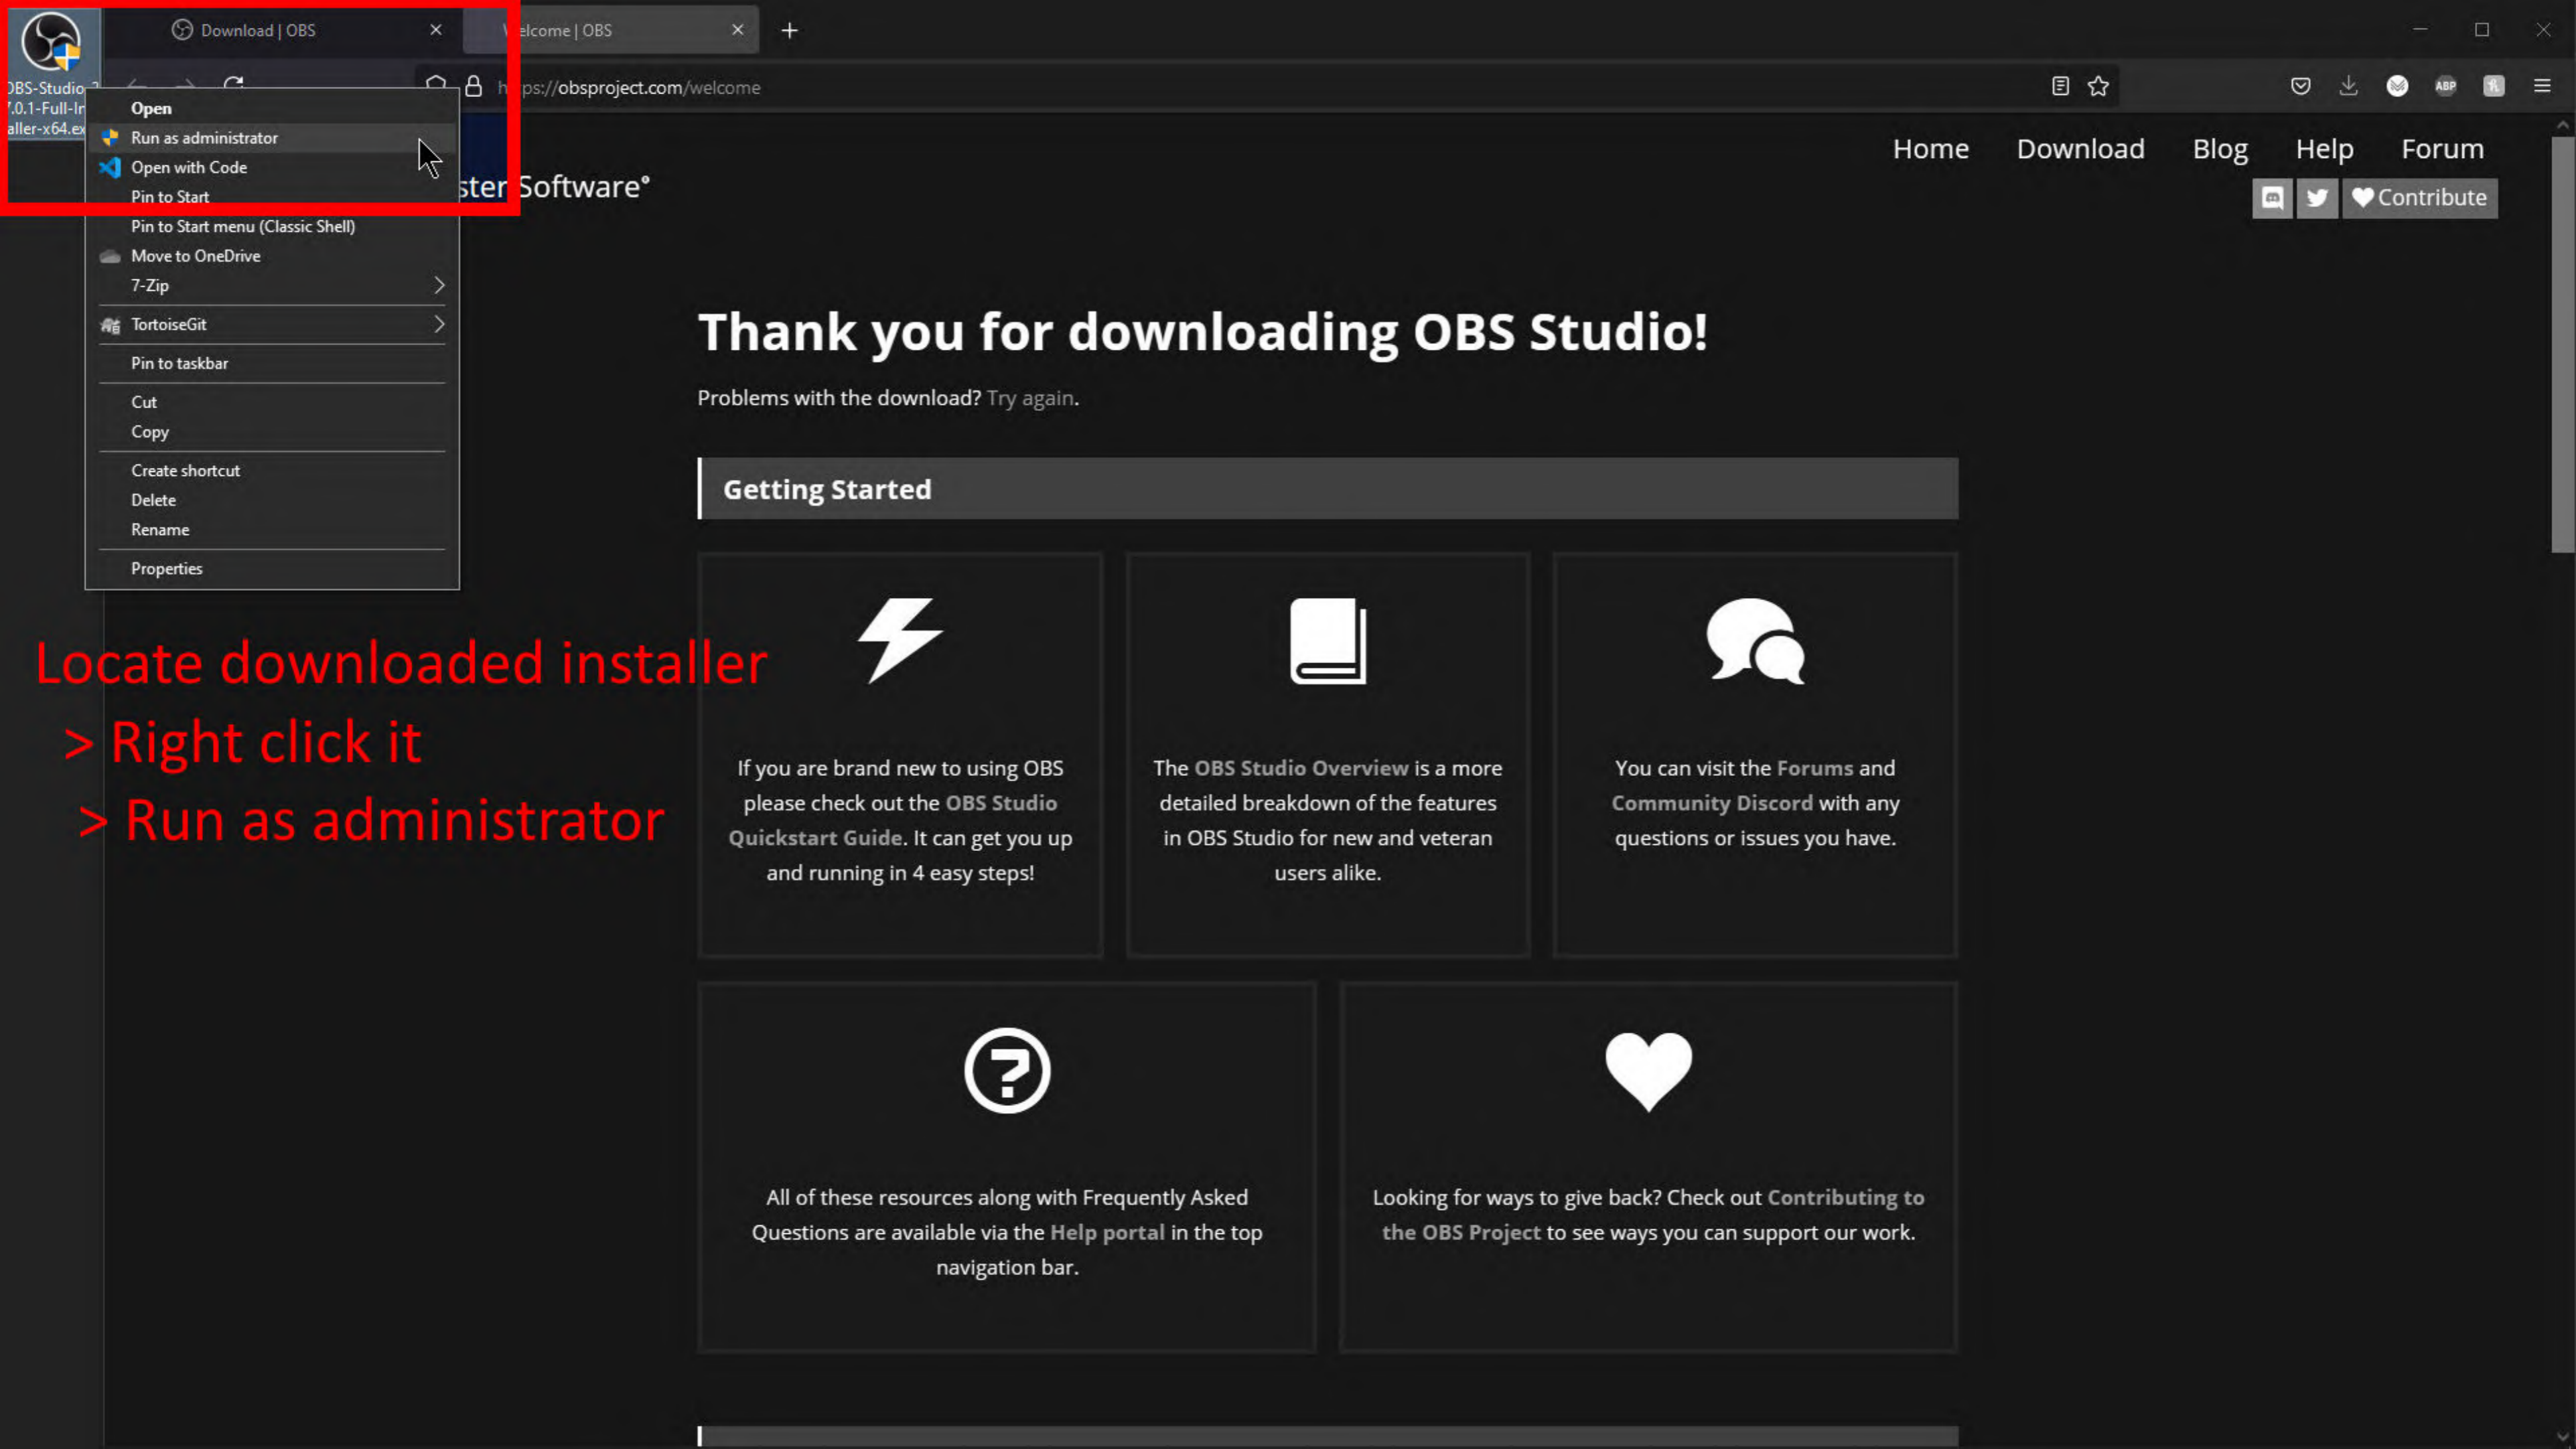 Download | OBS
elcome | OBS
OBS-Studio-2
7.0.1-Full-In
aller-x64.ex
ps://obsproject.com/welcome
Open
Run as administrator
Open with Code
Pin to Start
Pin to Start menu (Classic Shell)
Move to OneDrive
7-Zip
TortoiseGit
Pin to taskbar
Cut
Copy
Create shortcut
Delete
Rename
Properties
ster Software°
Home Download Blog Help Forum
Contribute
ABP
Thank you for downloading OBS Studio!
Problems with the download? Try again.
Getting Started
Locate downloaded installer
> Right click it
> Run as administrator
If you are brand new to using OBS
please check out the OBS Studio
Quickstart Guide. It can get you up
and running in 4 easy steps!
The OBS Studio Overview is a more
detailed breakdown of the features
in OBS Studio for new and veteran
users alike.
You can visit the Forums and
Community Discord with any
questions or issues you have.
All of these resources along with Frequently Asked
Questions are available via the Help portal in the top
navigation bar.
Looking for ways to give back? Check out Contributing to
the OBS Project to see ways you can support our work.